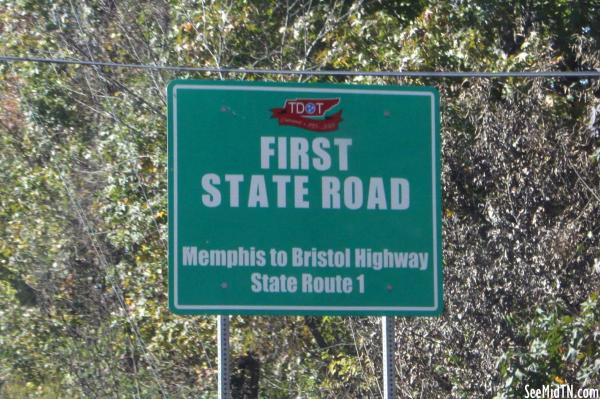 TDOT
FIRST
STATE ROAD
Memphis to Bristol Highway
State Route 1
SeeMidTN.com